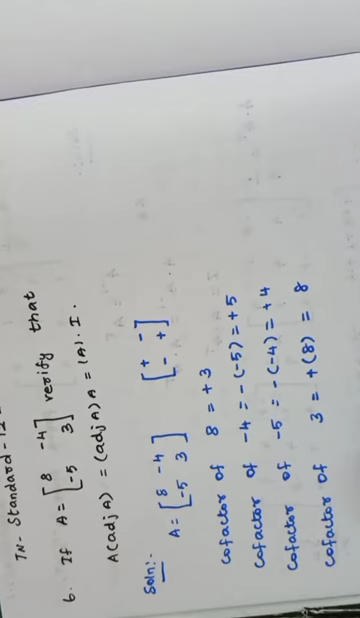 TN- Standard - 12
6. If A = [8 -4 -5 3] verify that
A(adj A) = (adj A) A = |A|. I.
Soln:-
A = [8 -4 -5 3] [+ - - +]
Cofactor of 8 = +3
Cofactor of -4 = -(-5) = +5
Cofactor of -5 = -(-4) = +4
Cofactor of 3 = +(8) = 8